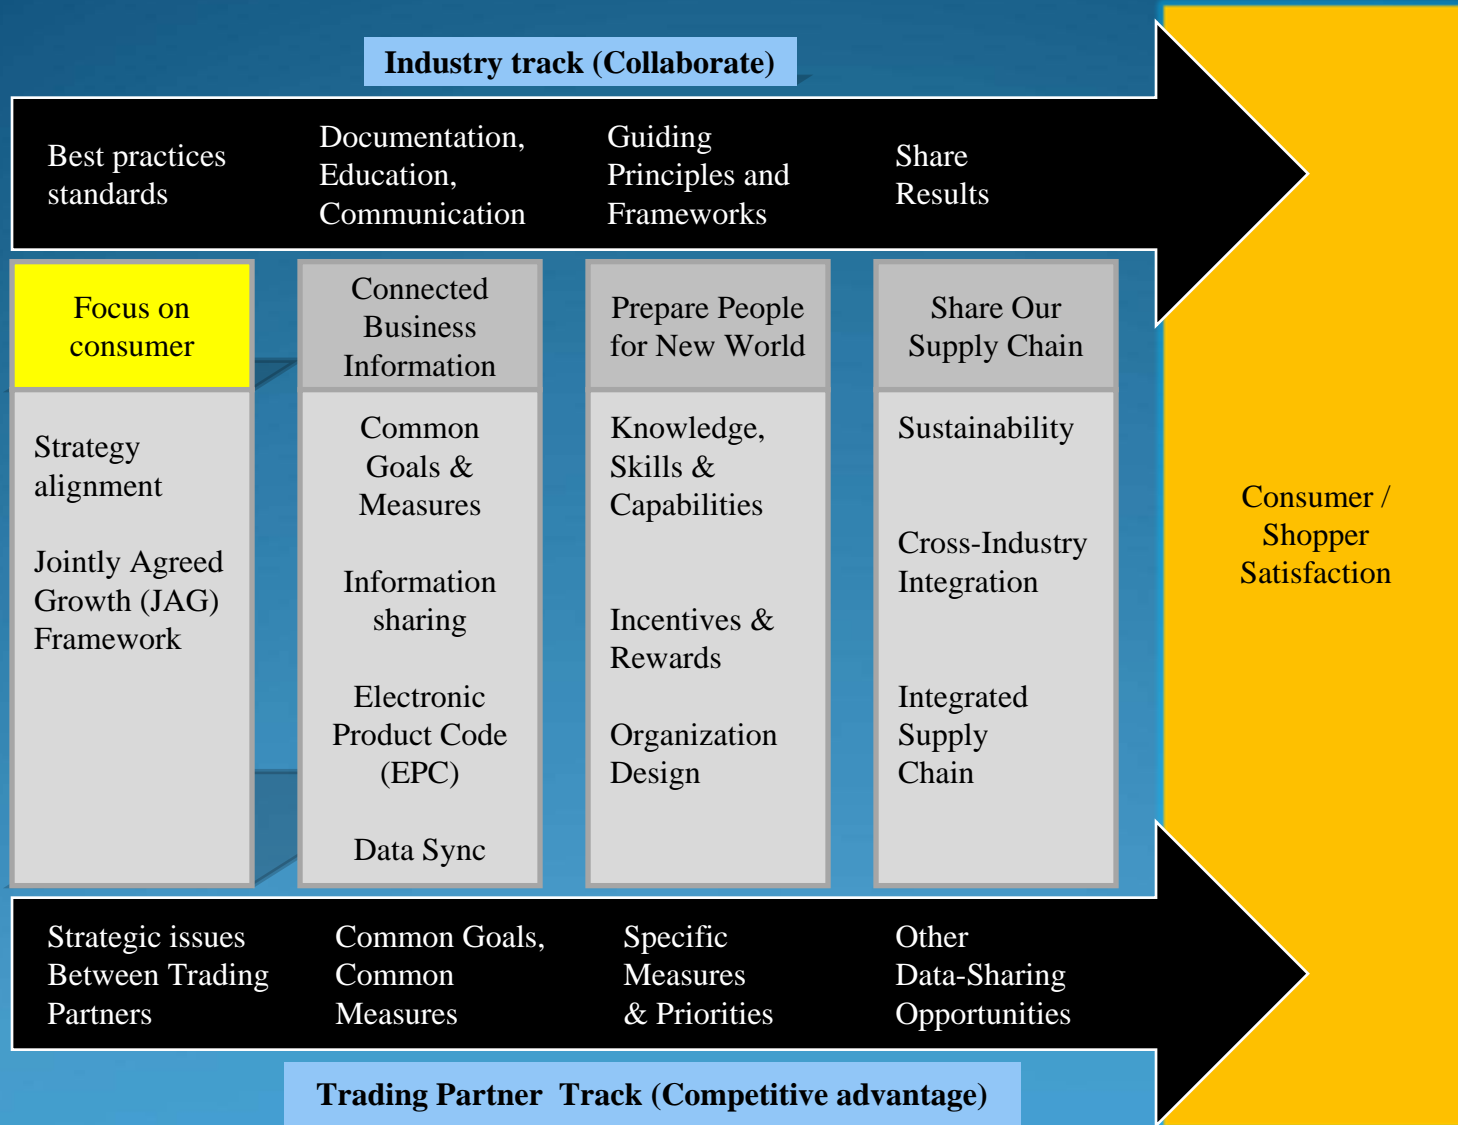 Industry track (Collaborate)
Best practices
standards
Documentation,
Education,
Communication
Guiding
Principles and
Frameworks
Share
Results
Focus on
consumer
Strategy
alignment
Jointly Agreed
Growth (JAG)
Framework
Connected
Business
Information
Common
Goals &
Measures
Information
sharing
Electronic
Product Code
(EPC)
Data Sync
Prepare People
for New World
Knowledge,
Skills &
Capabilities
Incentives &
Rewards
Organization
Design
Share Our
Supply Chain
Sustainability
Cross-Industry
Integration
Integrated
Supply
Chain
Consumer /
Shopper
Satisfaction
Strategic issues
Between Trading
Partners
Common Goals,
Common
Measures
Specific
Measures
& Priorities
Other
Data-Sharing
Opportunities
Trading Partner  Track (Competitive advantage)